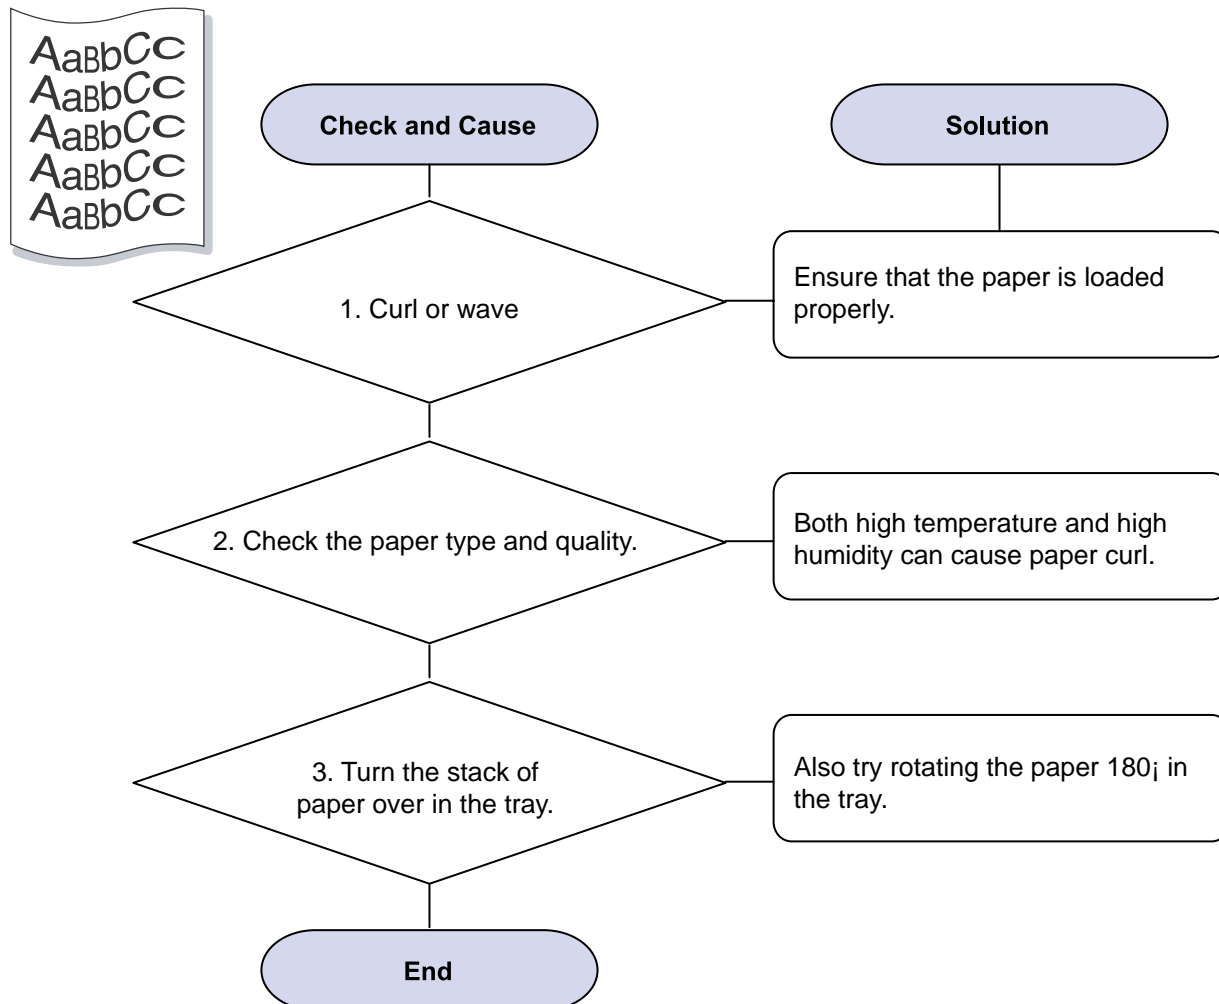 AaBbCc
AaBbCc
AaBbCc
AaBbCc
AaBbCc
Check and Cause
Solution
1. Curl or wave
Ensure that the paper is loaded
properly.
2. Check the paper type and quality.
Both high temperature and high
humidity can cause paper curl.
3. Turn the stack of
paper over in the tray.
Also try rotating the paper 180¡ in
the tray.
End